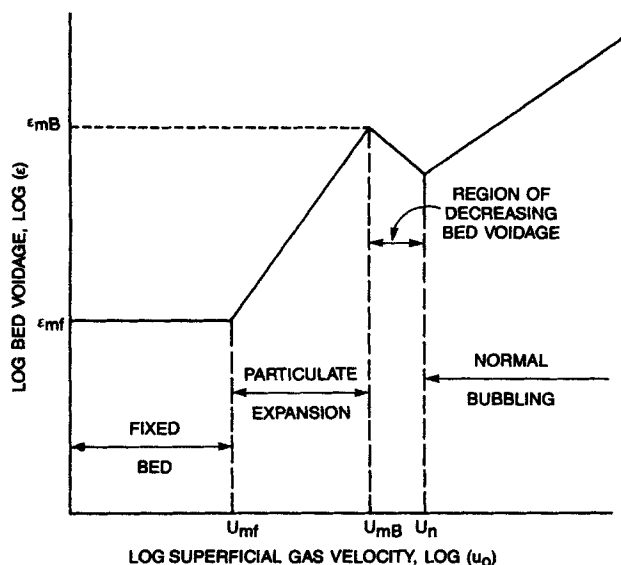 εmB
REGION OF
DECREASING
BED VOIDAGE
LOG BED VOIDAGE, LOG (ε)
εmf
PARTICULATE
EXPANSION
NORMAL
BUBBLING
FIXED
BED
Umf
UmB
Un
LOG SUPERFICIAL GAS VELOCITY, LOG (uo)